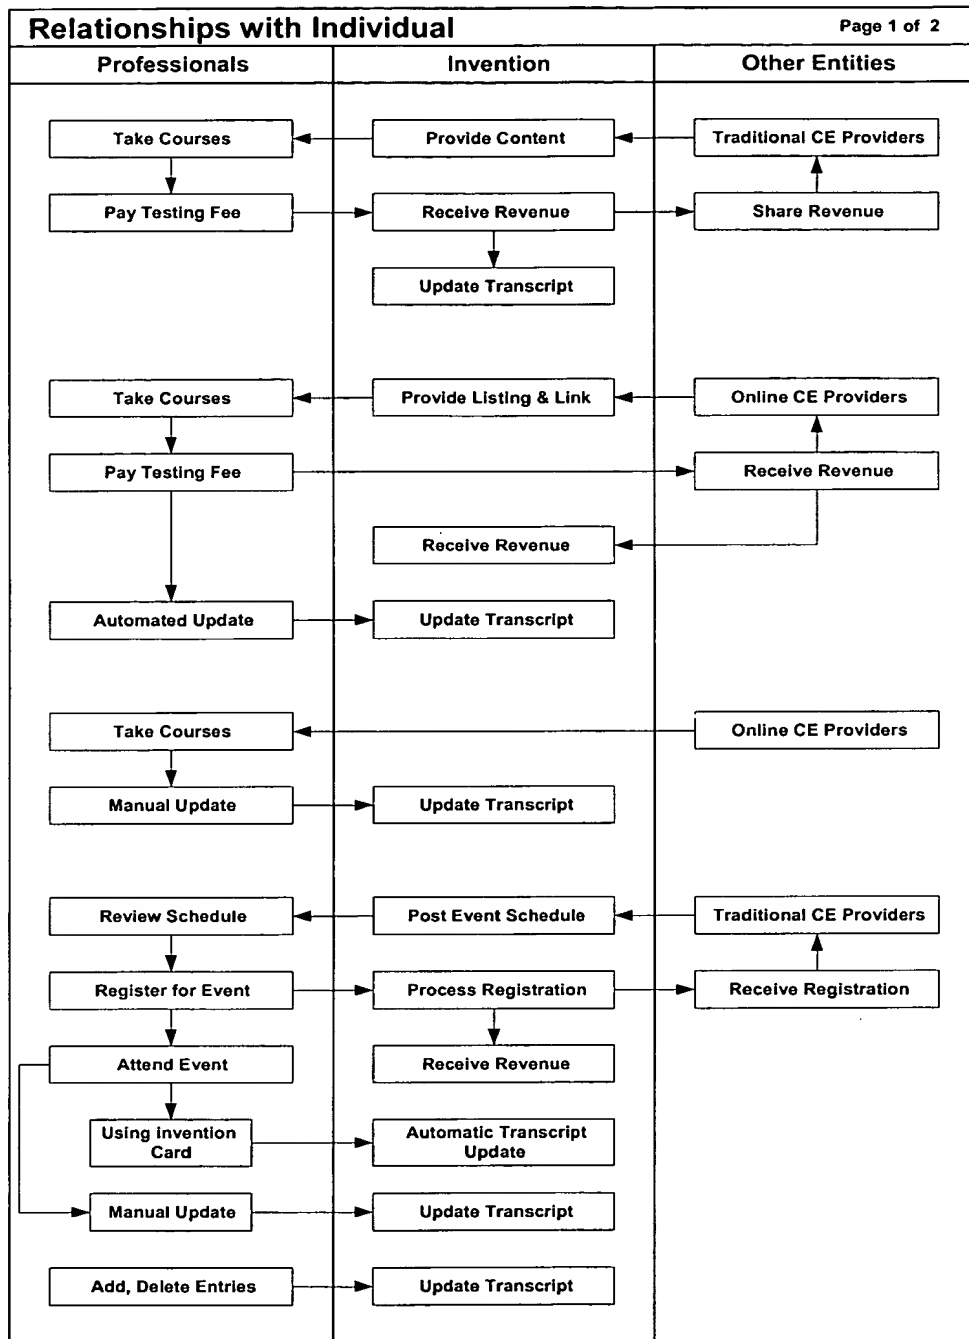 Relationships with Individual
Page 1 of 2
Professionals
Invention
Other Entities
Take Courses
Provide Content
Traditional CE Providers
Pay Testing Fee
Receive Revenue
Share Revenue
Update Transcript
Take Courses
Provide Listing & Link
Online CE Providers
Pay Testing Fee
Receive Revenue
Receive Revenue
Automated Update
Update Transcript
Take Courses
Online CE Providers
Manual Update
Update Transcript
Review Schedule
Post Event Schedule
Traditional CE Providers
Register for Event
Process Registration
Receive Registration
Attend Event
Receive Revenue
Using invention
Card
Automatic Transcript
Update
Manual Update
Update Transcript
Add, Delete Entries
Update Transcript